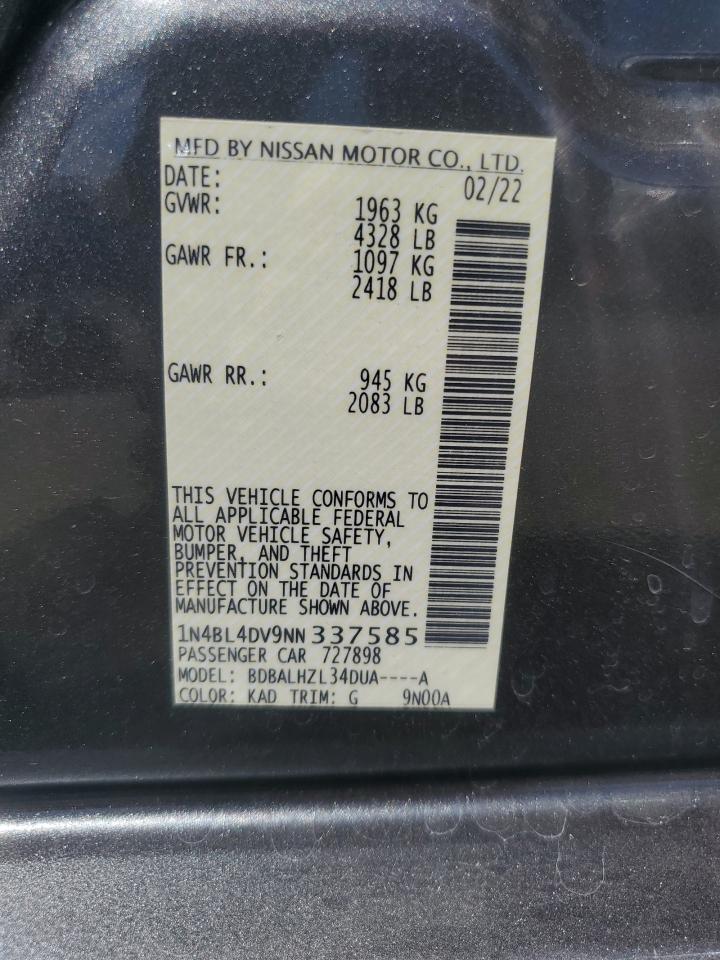 MFD BY NISSAN MOTOR CO., LTD.
DATE: 02/22
GVWR: 1963 KG
4328 LB
GAWR FR.: 1097 KG
2418 LB
GAWR RR.: 945 KG
2083 LB
THIS VEHICLE CONFORMS TO
ALL APPLICABLE FEDERAL
MOTOR VEHICLE SAFETY,
BUMPER, AND THEFT
PREVENTION STANDARDS IN
EFFECT ON THE DATE OF
MANUFACTURE SHOWN ABOVE.
1N4BL4DV9NN 337585
PASSENGER CAR 727898
MODEL: BDBALHZL34DUA----A
COLOR: KAD TRIM: G 9N00A